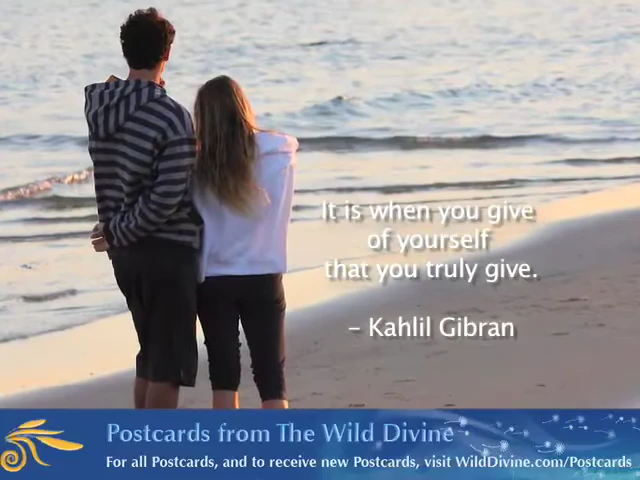 It is when you give
of yourself
that you truly give.
– Kahlil Gibran
Postcards from The Wild Divine
For all Postcards, and to receive new Postcards, visit WildDivine.com/Postcards